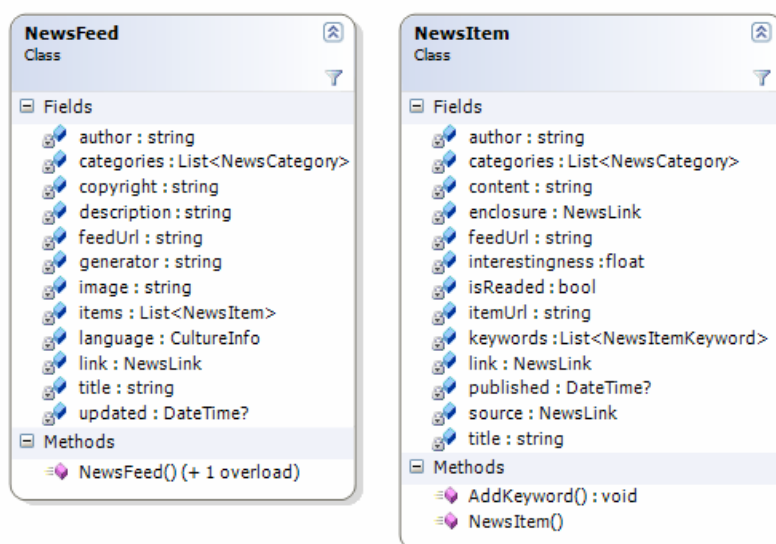 NewsFeed
Class
Fields
author : string
categories : List<NewsCategory>
copyright : string
description : string
feedUrl : string
generator : string
image : string
items : List<NewsItem>
language : CultureInfo
link : NewsLink
title : string
updated : DateTime?
Methods
NewsFeed() (+ 1 overload)
NewsItem
Class
Fields
author : string
categories : List<NewsCategory>
content : string
enclosure : NewsLink
feedUrl : string
interestingness :float
isReaded : bool
itemUrl : string
keywords :List<NewsItemKeyword>
link : NewsLink
published : DateTime?
source : NewsLink
title : string
Methods
AddKeyword() : void
NewsItem()